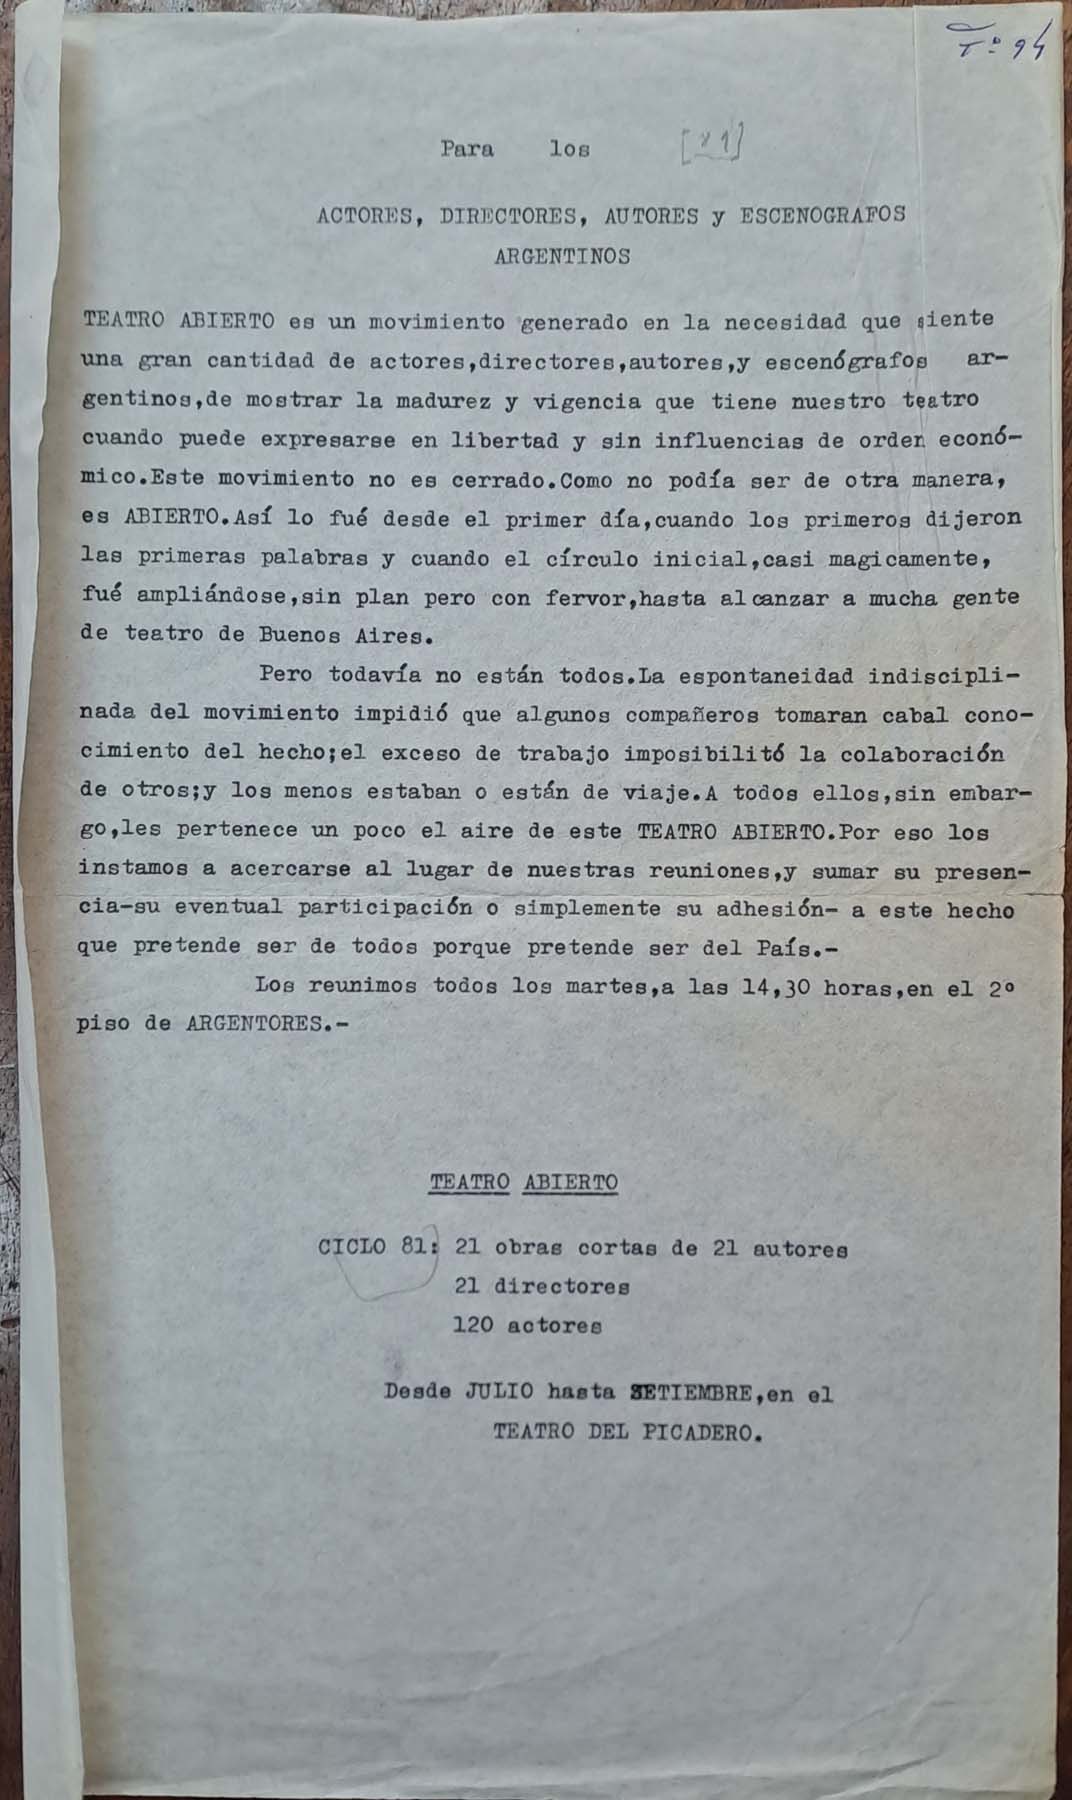 Tº 94
Para los
ACTORES, DIRECTORES, AUTORES y ESCENOGRAFOS
ARGENTINOS
TEATRO ABIERTO es un movimiento generado en la necesidad que siente
una gran cantidad de actores,directores,autores,y escenógrafos ar-
gentinos,de mostrar la madurez y vigencia que tiene nuestro teatro
cuando puede expresarse en libertad y sin influencias de orden econó-
mico.Este movimiento no es cerrado.Como no podía ser de otra manera,
es ABIERTO.Así lo fué desde el primer día,cuando los primeros dijeron
las primeras palabras y cuando el círculo inicial,casi magicamente,
fué ampliándose,sin plan pero con fervor,hasta alcanzar a mucha gente
de teatro de Buenos Aires.
Pero todavía no están todos.La espontaneidad indiscipli-
nada del movimiento impidió que algunos compañeros tomaran cabal cono-
cimiento del hecho;el exceso de trabajo imposibilitó la colaboración
de otros;y los menos estaban o están de viaje.A todos ellos,sin embar-
go,les pertenece un poco el aire de este TEATRO ABIERTO.Por eso los
instamos a acercarse al lugar de nuestras reuniones,y sumar su presen-
cia-su eventual participación o simplemente su adhesión- a este hecho
que pretende ser de todos porque pretende ser del País.-
Los reunimos todos los martes,a las 14,30 horas,en el 2º
piso de ARGENTORES.-
TEATRO ABIERTO
CICLO 81: 21 obras cortas de 21 autores
21 directores
120 actores
Desde JULIO hasta SETIEMBRE,en el
TEATRO DEL PICADERO.